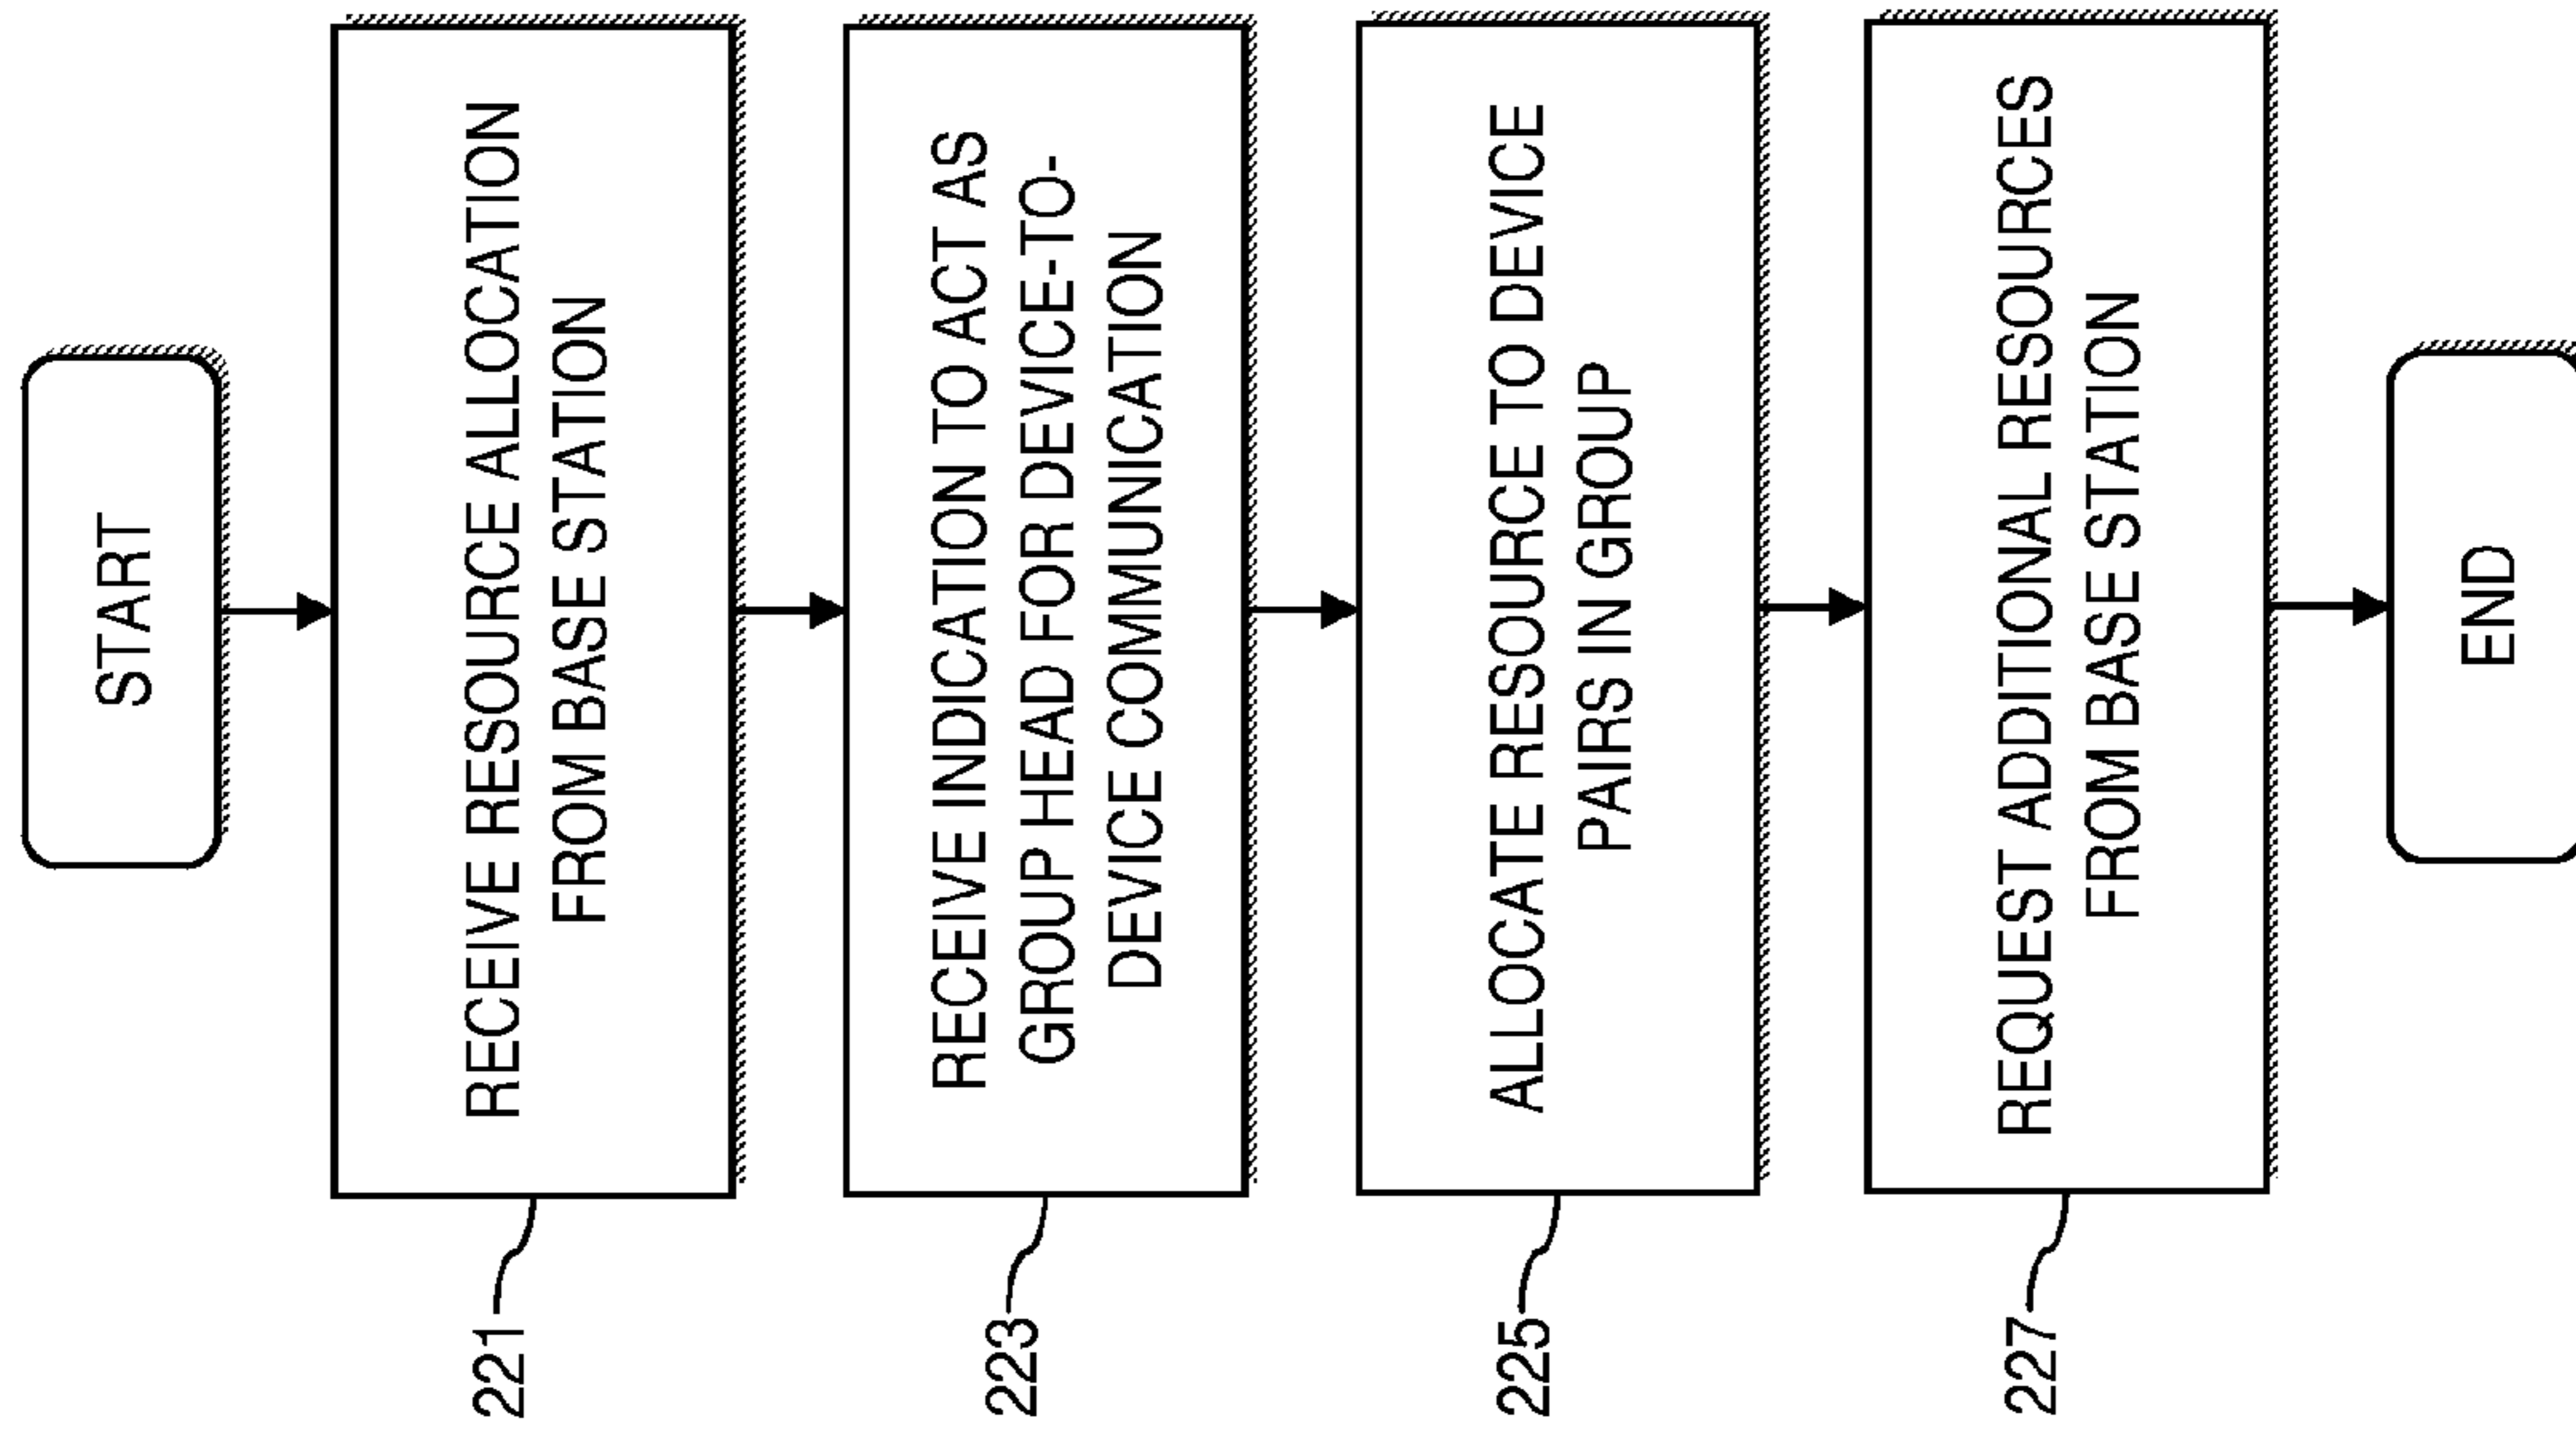 START
RECEIVE RESOURCE ALLOCATION
FROM BASE STATION
221
RECEIVE INDICATION TO ACT AS
GROUP HEAD FOR DEVICE-TO-
DEVICE COMMUNICATION
223
ALLOCATE RESOURCE TO DEVICE
PAIRS IN GROUP
225
REQUEST ADDITIONAL RESOURCES
FROM BASE STATION
227
END